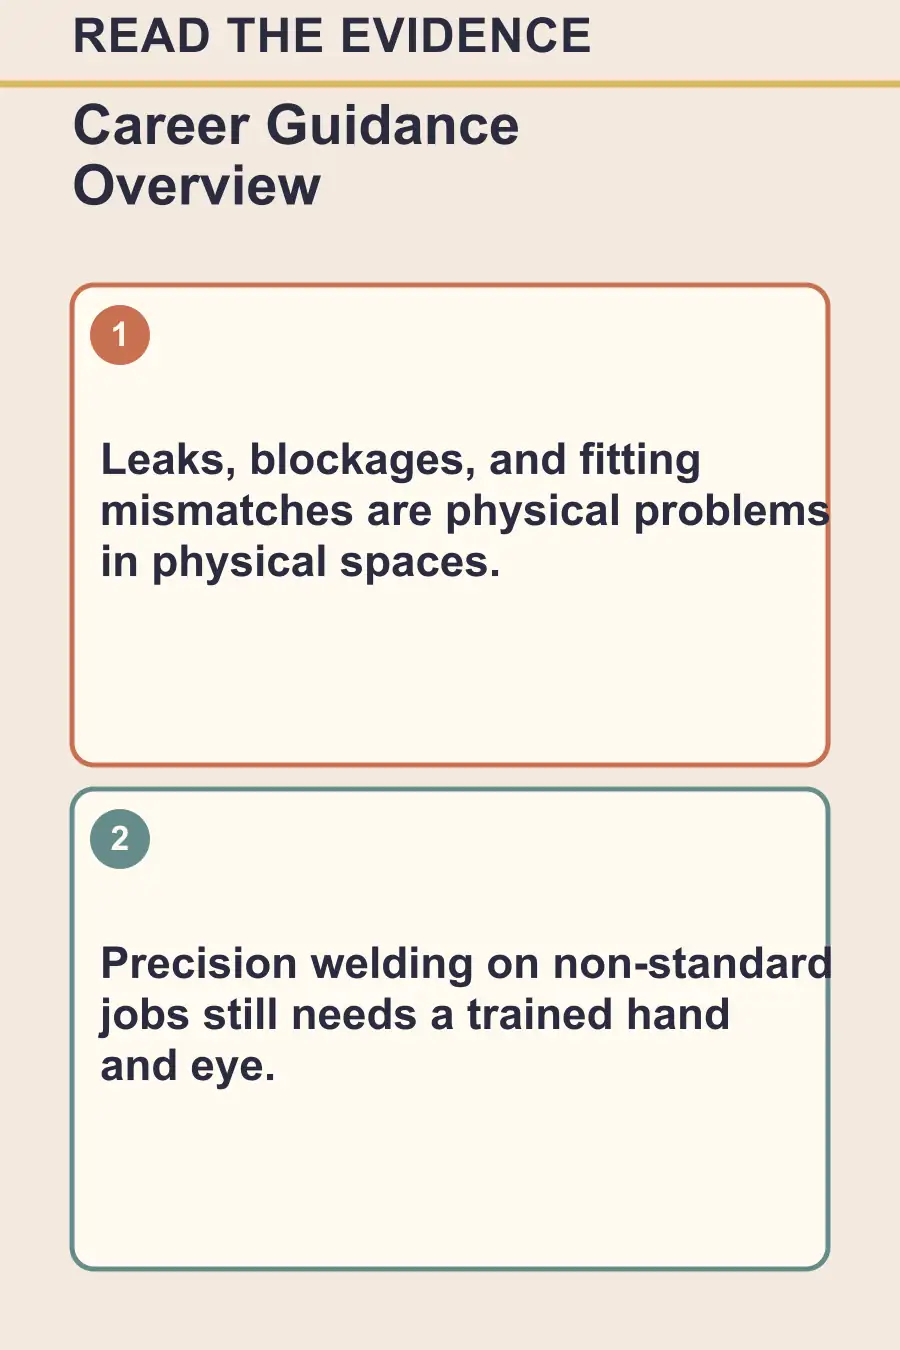 READ THE EVIDENCE
Career Guidance
Overview
1
Leaks, blockages, and fitting
mismatches are physical problems
in physical spaces.
2
Precision welding on non-standard
jobs still needs a trained hand
and eye.